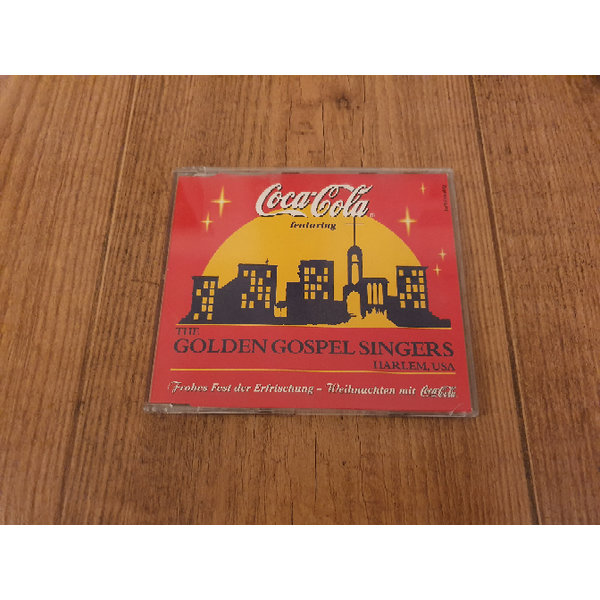 Coca-Cola
featuring
THE
GOLDEN GOSPEL SINGERS
HARLEM, USA
Frohes Fest der Erfrischung – Weihnachten mit Coca-Cola